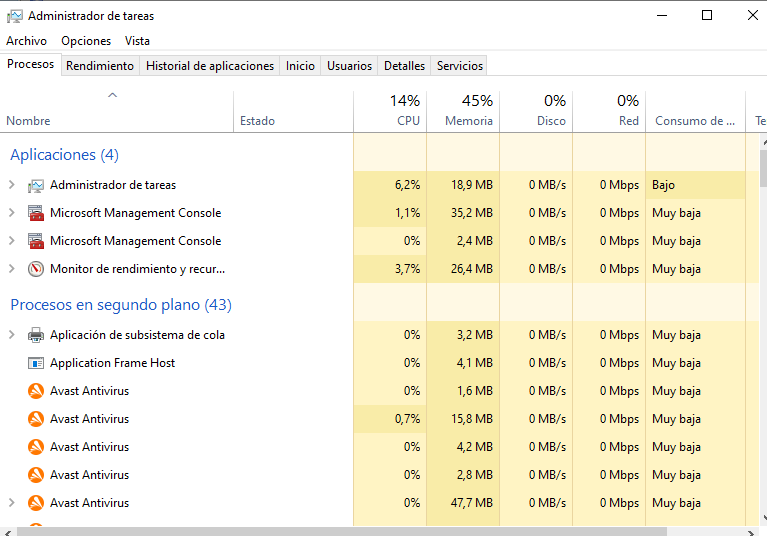 Administrador de tareas
Archivo Opciones Vista
Procesos Rendimiento Historial de aplicaciones Inicio Usuarios Detalles Servicios
14% 45% 0% 0%
Nombre Estado CPU Memoria Disco Red Consumo de ... Te
Aplicaciones (4)
Administrador de tareas 6,2% 18,9 MB 0 MB/s 0 Mbps Bajo
Microsoft Management Console 1,1% 35,2 MB 0 MB/s 0 Mbps Muy baja
Microsoft Management Console 0% 2,4 MB 0 MB/s 0 Mbps Muy baja
Monitor de rendimiento y recur... 3,7% 26,4 MB 0 MB/s 0 Mbps Muy baja
Procesos en segundo plano (43)
Aplicación de subsistema de cola 0% 3,2 MB 0 MB/s 0 Mbps Muy baja
Application Frame Host 0% 4,1 MB 0 MB/s 0 Mbps Muy baja
Avast Antivirus 0% 1,6 MB 0 MB/s 0 Mbps Muy baja
Avast Antivirus 0,7% 15,8 MB 0 MB/s 0 Mbps Muy baja
Avast Antivirus 0% 4,2 MB 0 MB/s 0 Mbps Muy baja
Avast Antivirus 0% 2,8 MB 0 MB/s 0 Mbps Muy baja
Avast Antivirus 0% 47,7 MB 0 MB/s 0 Mbps Muy baja